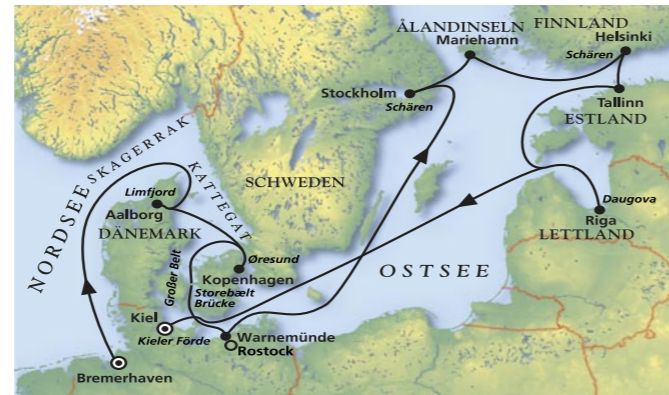 ÅLANDINSELN
FINNLAND
Mariehamn
Helsinki
Schären
Stockholm
Schären
Tallinn
ESTLAND
NORDSEE
SKAGERRAK
KATTEGAT
SCHWEDEN
Limfjord
Aalborg
DÄNEMARK
Daugova
Riga
LETTLAND
Großer Belt
Øresund
Kopenhagen
OSTSEE
Storebælt
Brücke
Kiel
Kieler Förde
Warnemünde
Rostock
Bremerhaven